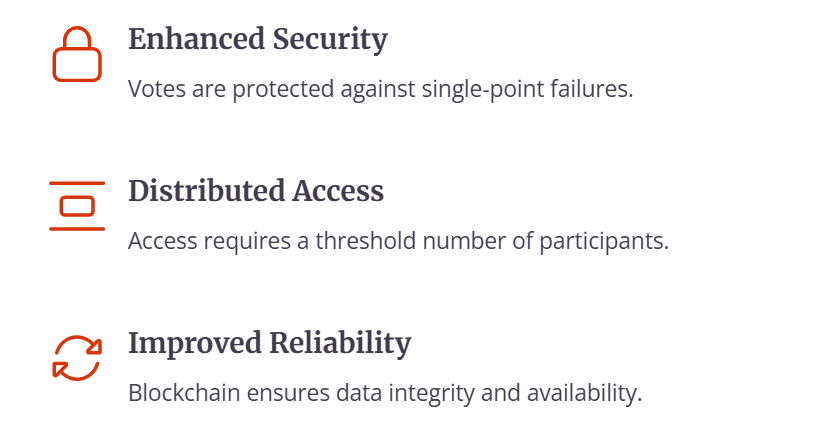 Enhanced Security
Votes are protected against single-point failures.
Distributed Access
Access requires a threshold number of participants.
Improved Reliability
Blockchain ensures data integrity and availability.